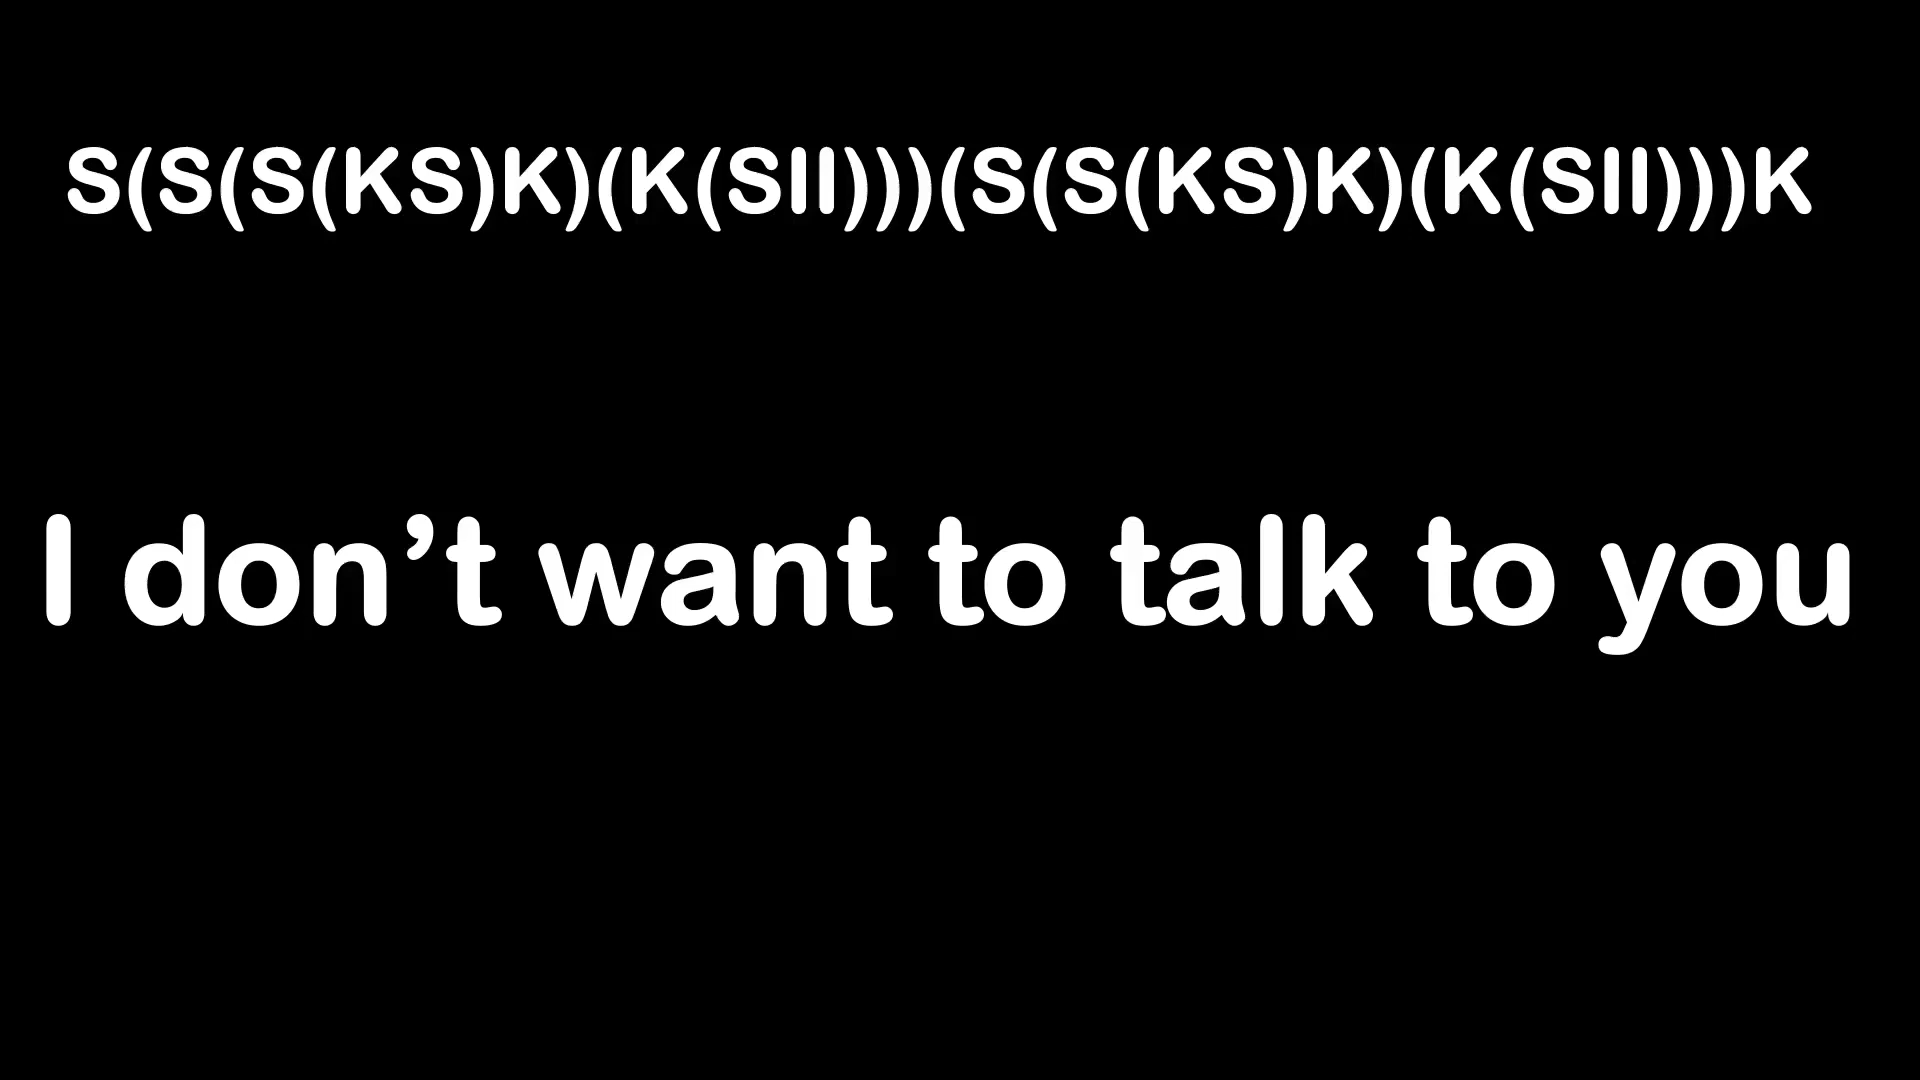 S(S(S(KS)K)(K(SII)))(S(S(KS)K)(K(SII)))K
I don’t want to talk to you